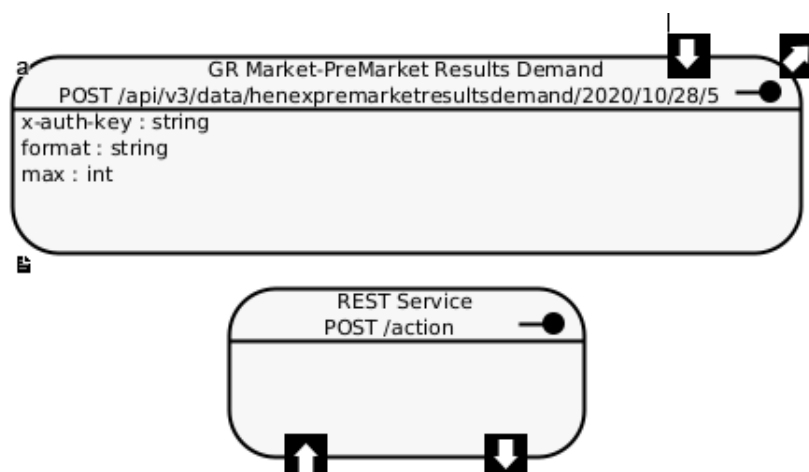 a
GR Market-PreMarket Results Demand
POST /api/v3/data/henexpremarketresultsdemand/2020/10/28/5
x-auth-key : string
format : string
max : int
REST Service
POST /action